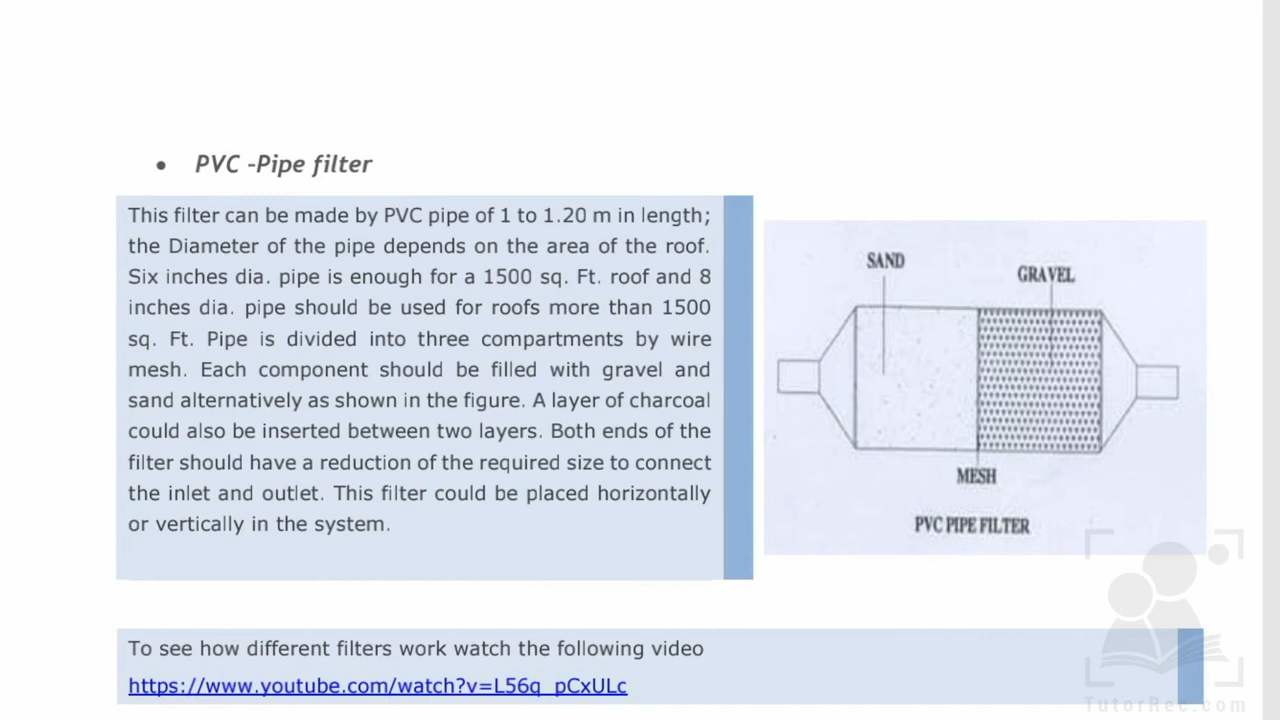 • PVC -Pipe filter
This filter can be made by PVC pipe of 1 to 1.20 m in length;
the Diameter of the pipe depends on the area of the roof.
Six inches dia. pipe is enough for a 1500 sq. Ft. roof and 8
inches dia. pipe should be used for roofs more than 1500
sq. Ft. Pipe is divided into three compartments by wire
mesh. Each component should be filled with gravel and
sand alternatively as shown in the figure. A layer of charcoal
could also be inserted between two layers. Both ends of the
filter should have a reduction of the required size to connect
the inlet and outlet. This filter could be placed horizontally
or vertically in the system.
SAND
GRAVEL
MESH
PVC PIPE FILTER
To see how different filters work watch the following video
https://www.youtube.com/watch?v=L56q_pCxULc
TutorRec.com